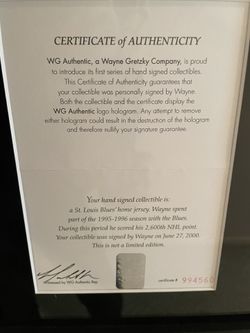 CERTIFICATE of AUTHENTICITY
WG Authentic, a Wayne Gretzky Company, is proud
to introduce its first series of hand signed collectibles.
This Certificate of Authenticity guarantees that
your collectible was personally signed by Wayne.
Both the collectible and the certificate display the
WG Authentic logo hologram. Any attempt to remove
either hologram could result in the destruction of the hologram
and therefore nullify your signature guarantee.
Your hand signed collectible is:
a St. Louis Blues' home jersey. Wayne spent
part of the 1995-1996 season with the Blues.
During this period he scored his 2,600th NHL point.
Your collectible was signed by Wayne on June 27, 2000.
This is not a limited edition.
Witnessed by WG Authentic Rep
certificate # 994560